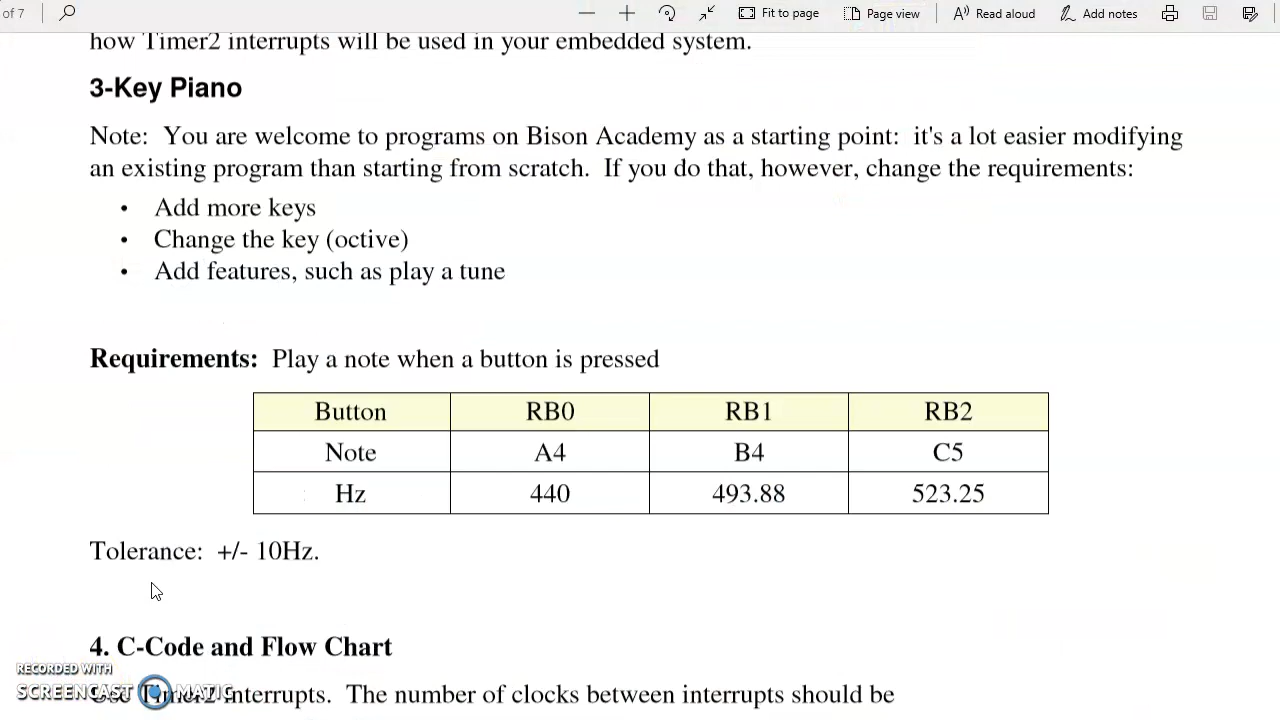 of 7 Fit to page Page view Read aloud Add notes
how Timer2 interrupts will be used in your embedded system.
3-Key Piano
Note: You are welcome to programs on Bison Academy as a starting point: it's a lot easier modifying
an existing program than starting from scratch. If you do that, however, change the requirements:
• Add more keys
• Change the key (octive)
• Add features, such as play a tune
Requirements: Play a note when a button is pressed
Button RB0 RB1 RB2
Note A4 B4 C5
Hz 440 493.88 523.25
Tolerance: +/- 10Hz.
4. C-Code and Flow Chart
RECORDED WITH
SCREENCAST MATIC
Use Timer2 interrupts. The number of clocks between interrupts should be